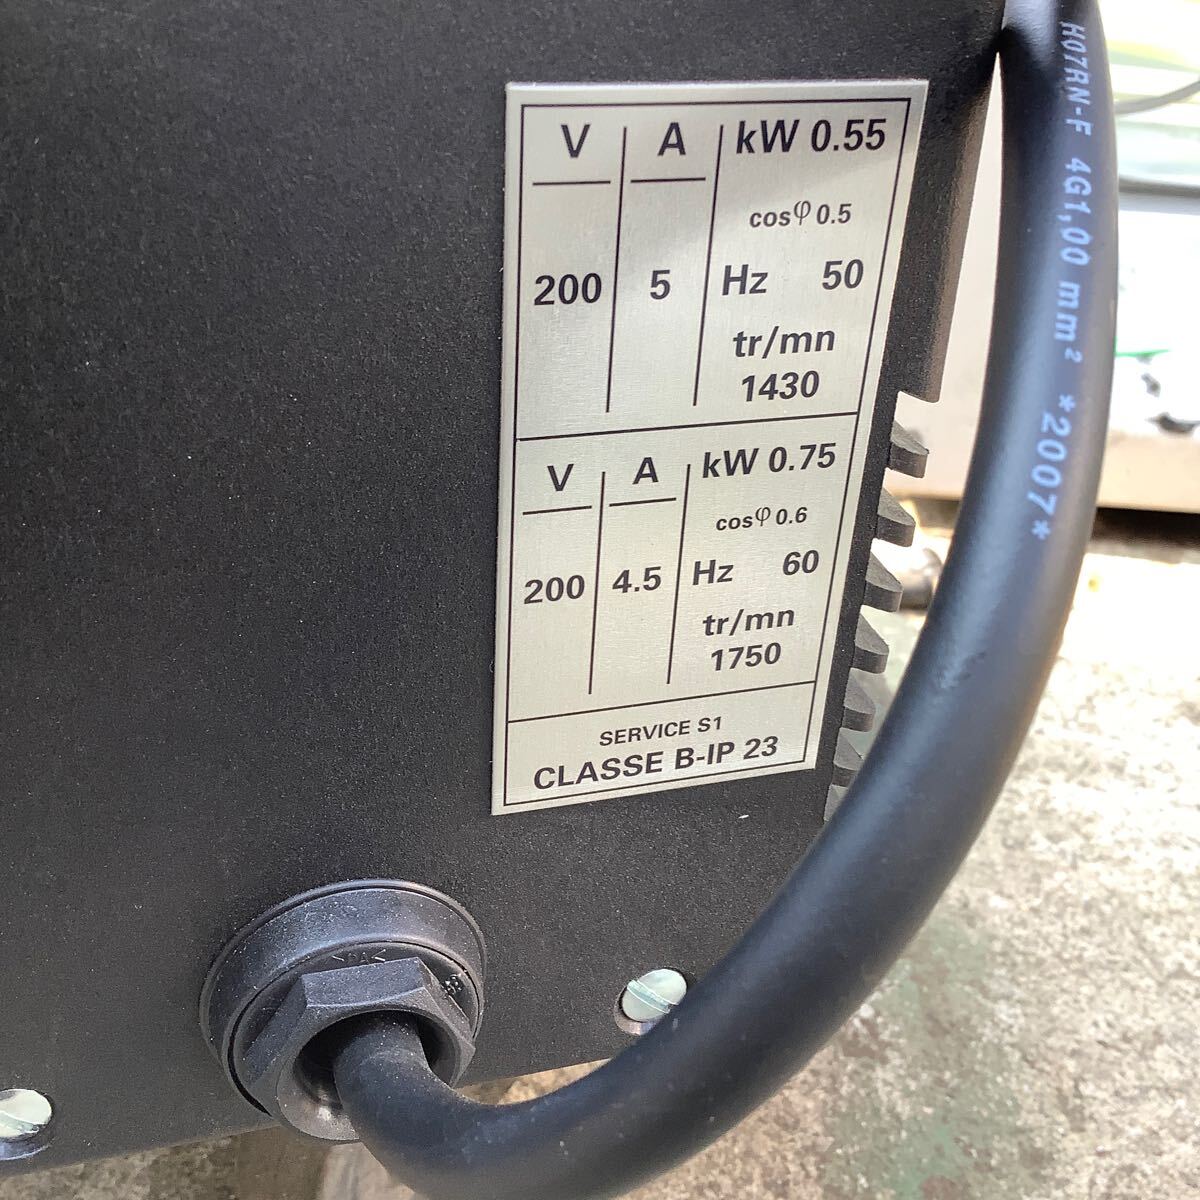 V A kW 0.55
cosφ 0.5
200 5 Hz 50
tr/mn
1430
V A kW 0.75
cosφ 0.6
200 4.5 Hz 60
tr/mn
1750
SERVICE S1
CLASSE B-IP 23
H07RN-F 4G1,00 mm² *2007*
>PA<